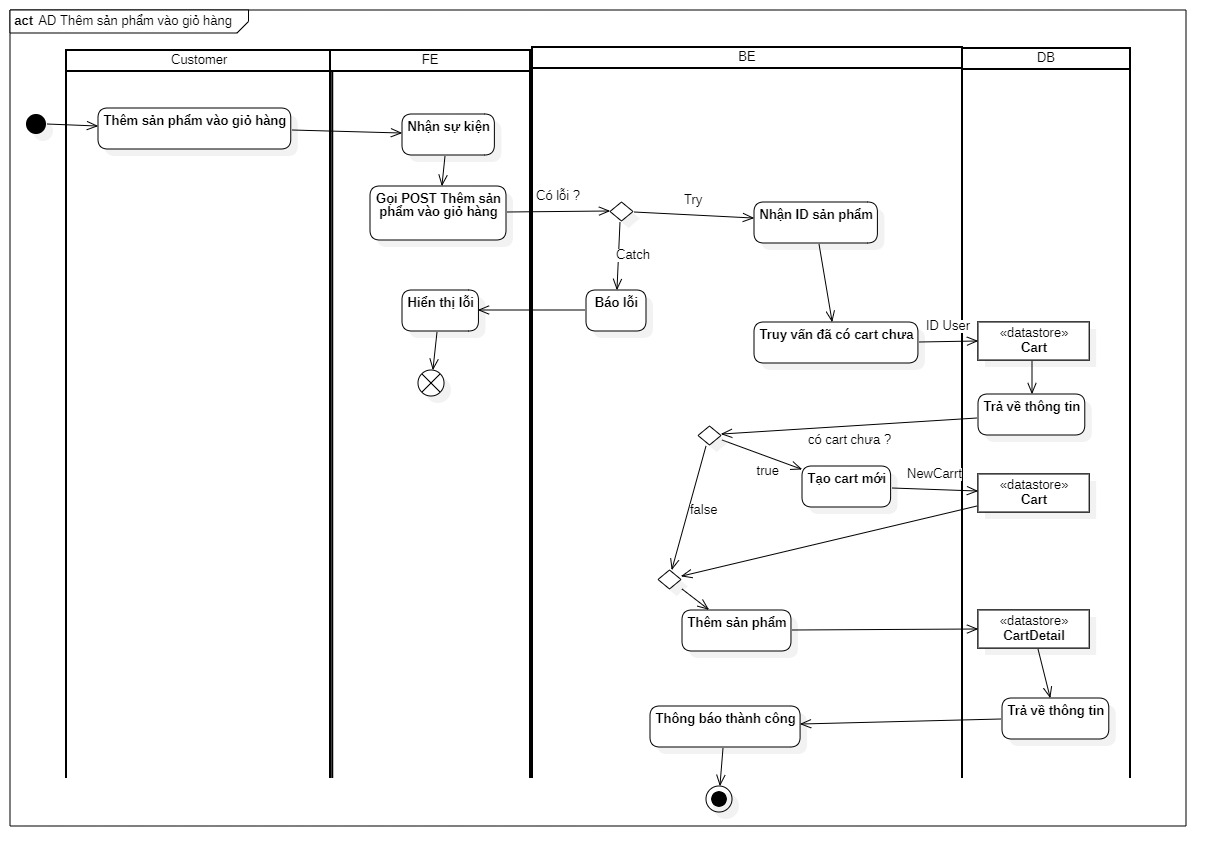 act AD Thêm sản phẩm vào giỏ hàng
Customer
FE
BE
DB
Thêm sản phẩm vào giỏ hàng
Nhận sự kiện
Gọi POST Thêm sản
phẩm vào giỏ hàng
Có lỗi ?
Try
Nhận ID sản phẩm
Catch
Hiển thị lỗi
Báo lỗi
Truy vấn đã có cart chưa
ID User
«datastore»
Cart
Trả về thông tin
có cart chưa ?
true
Tạo cart mới
NewCarrt
«datastore»
Cart
false
Thêm sản phẩm
«datastore»
CartDetail
Trả về thông tin
Thông báo thành công